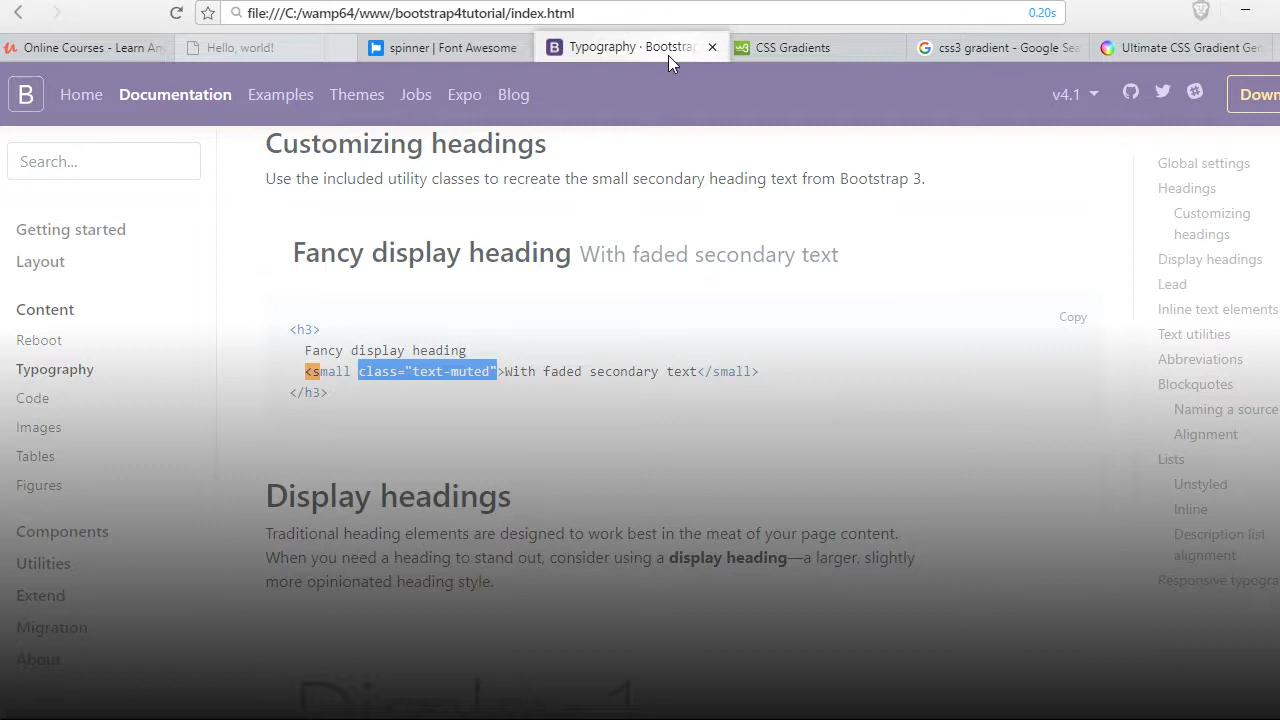 file:///C:/wamp64/www/bootstrap4tutorial/index.html
0.20s
Online Courses - Learn An
Hello, world!
spinner | Font Awesome
Typography · Bootstrap
CSS Gradients
css3 gradient - Google Sea
Ultimate CSS Gradient Gen
B
Home
Documentation
Examples
Themes
Jobs
Expo
Blog
v4.1
Down
Search...
Getting started
Layout
Content
Reboot
Typography
Code
Images
Tables
Figures
Components
Utilities
Extend
Migration
About
Customizing headings
Use the included utility classes to recreate the small secondary heading text from Bootstrap 3.
Fancy display heading With faded secondary text
Copy
<h3>
Fancy display heading
<small class="text-muted">With faded secondary text</small>
</h3>
Display headings
Traditional heading elements are designed to work best in the meat of your page content.
When you need a heading to stand out, consider using a display heading—a larger, slightly
more opinionated heading style.
Display 1
Global settings
Headings
Customizing
headings
Display headings
Lead
Inline text elements
Text utilities
Abbreviations
Blockquotes
Naming a source
Alignment
Lists
Unstyled
Inline
Description list
alignment
Responsive typogra